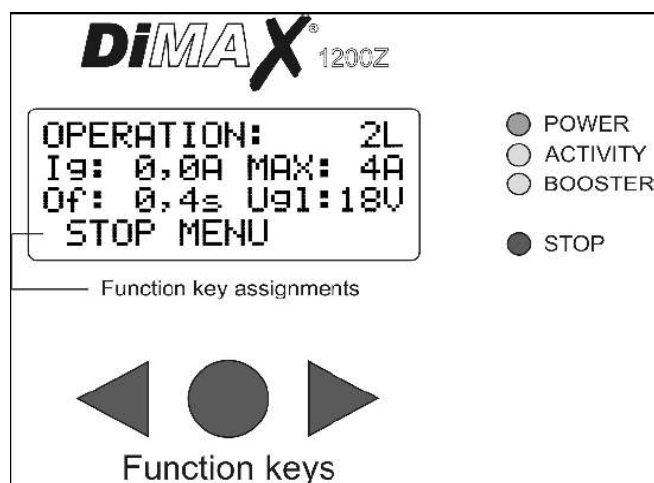 DiMAX® 1200Z
OPERATION: 2L
Ig: 0,0A MAX: 4A
Of: 0,4s Ugl:18V
STOP MENU
POWER
ACTIVITY
BOOSTER
STOP
Function key assignments
Function keys